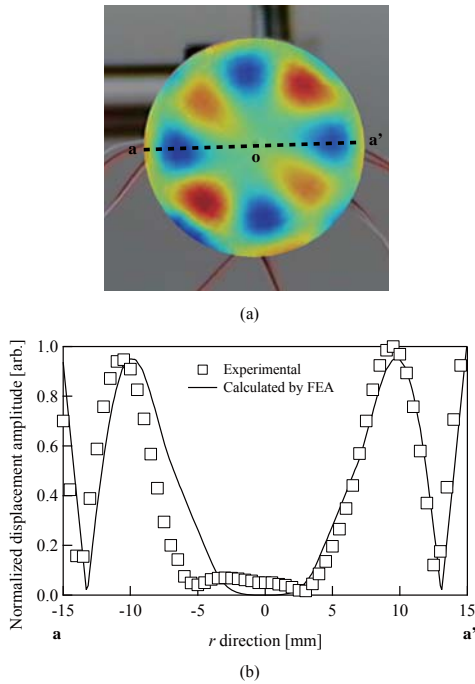 a
a'
o
(a)
Normalized displacement amplitude [arb.]
1.0
0.8
0.6
0.4
0.2
0.0
Experimental
Calculated by FEA
-15 -10 -5 0 5 10 15
a a'
r direction [mm]
(b)